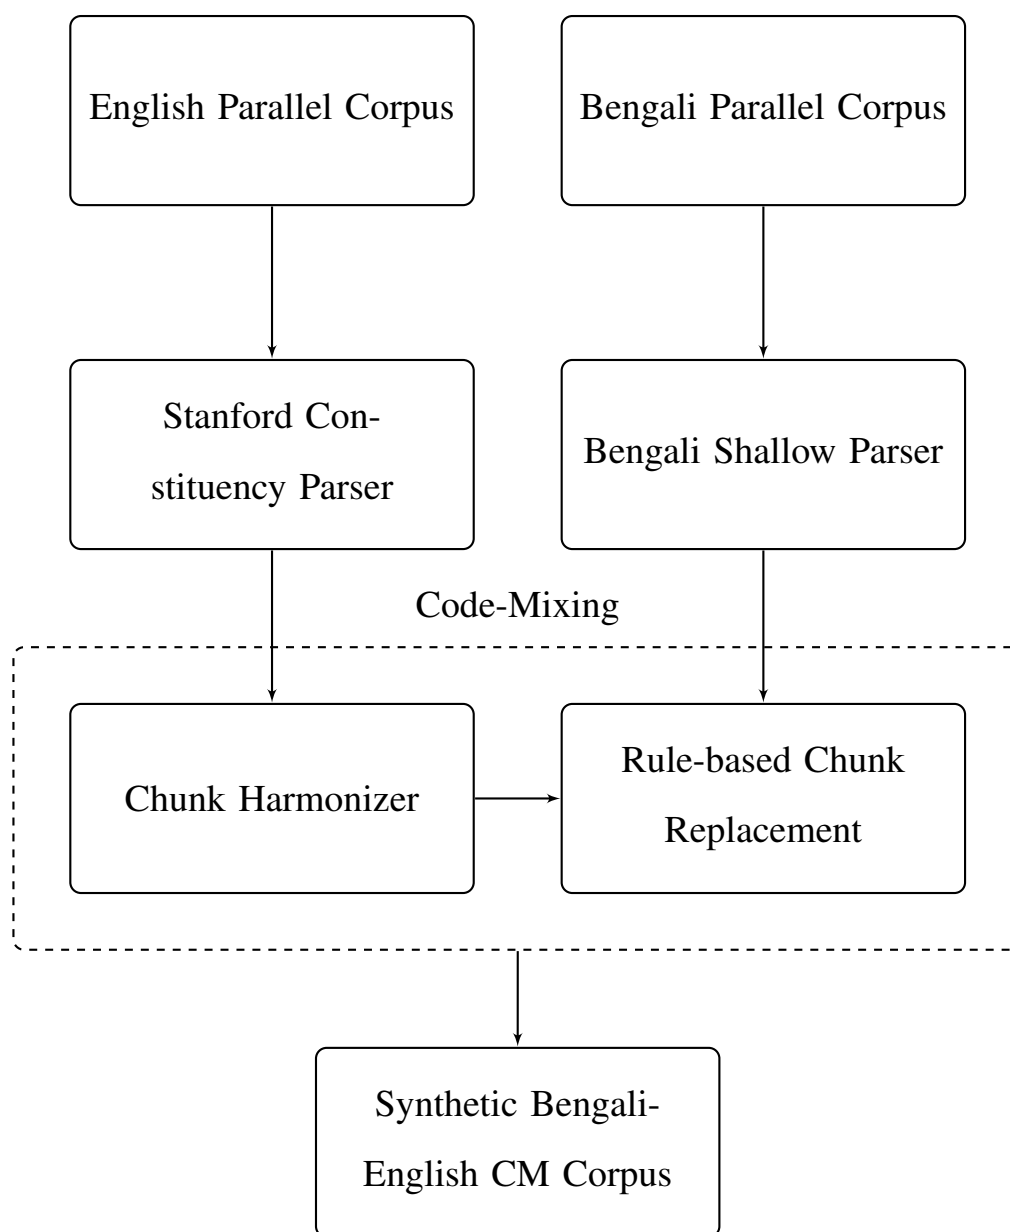 English Parallel Corpus
Bengali Parallel Corpus
Stanford Con-
stituency Parser
Bengali Shallow Parser
Code-Mixing
Chunk Harmonizer
Rule-based Chunk
Replacement
Synthetic Bengali-
English CM Corpus